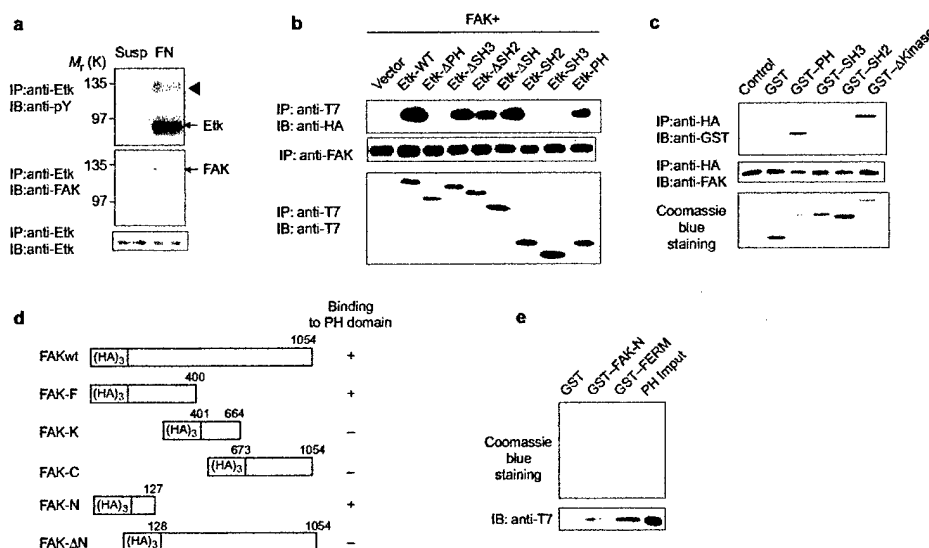 a
Susp FN
Mr (K)
135
IP:anti-Etk
IB:anti-pY
97
Etk
135
IP:anti-Etk
IB:anti-FAK
FAK
97
IP:anti-Etk
IB:anti-Etk
b
FAK+
Vector
Etk-WT
Etk-ΔPH
Etk-ΔSH3
Etk-ΔSH2
Etk-ΔSH
Etk-SH2
Etk-SH3
Etk-PH
IP: anti-T7
IB: anti-HA
IP: anti-FAK
IP: anti-T7
IB: anti-T7
c
Control
GST
GST–PH
GST–SH3
GST–SH2
GST–ΔKinase
IP:anti-HA
IB:anti-GST
IP:anti-HA
IB:anti-FAK
Coomassie
blue
staining
d
Binding
to PH domain
FAKwt (HA)3 1054 +
FAK-F (HA)3 400 +
FAK-K (HA)3 401 664 –
FAK-C (HA)3 673 1054 –
FAK-N (HA)3 127 +
FAK-ΔN (HA)3 128 1054 –
e
GST
GST–FAK-N
GST–FERM
PH Imput
Coomassie
blue
staining
IB: anti-T7